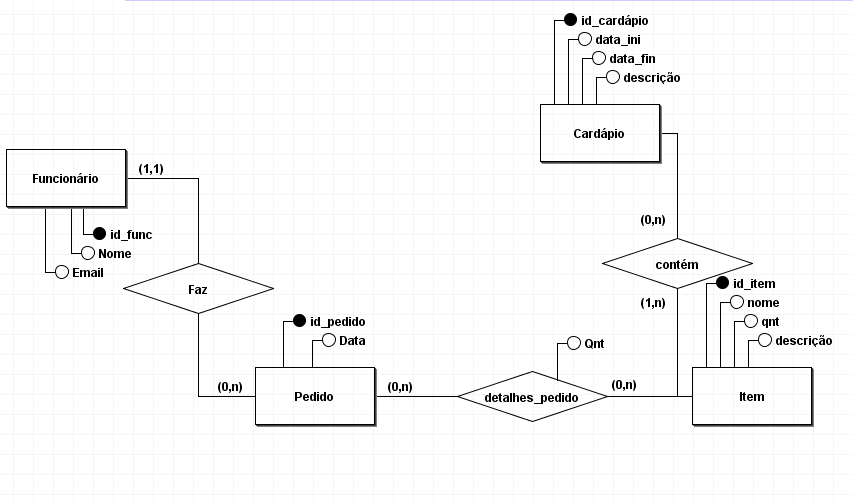 id_cardápio
data_ini
data_fin
descrição
Cardápio
Funcionário
(1,1)
id_func
Nome
Email
(0,n)
contém
(1,n)
id_item
nome
qnt
descrição
Faz
id_pedido
Data
Qnt
(0,n)
Pedido
(0,n)
detalhes_pedido
(0,n)
Item